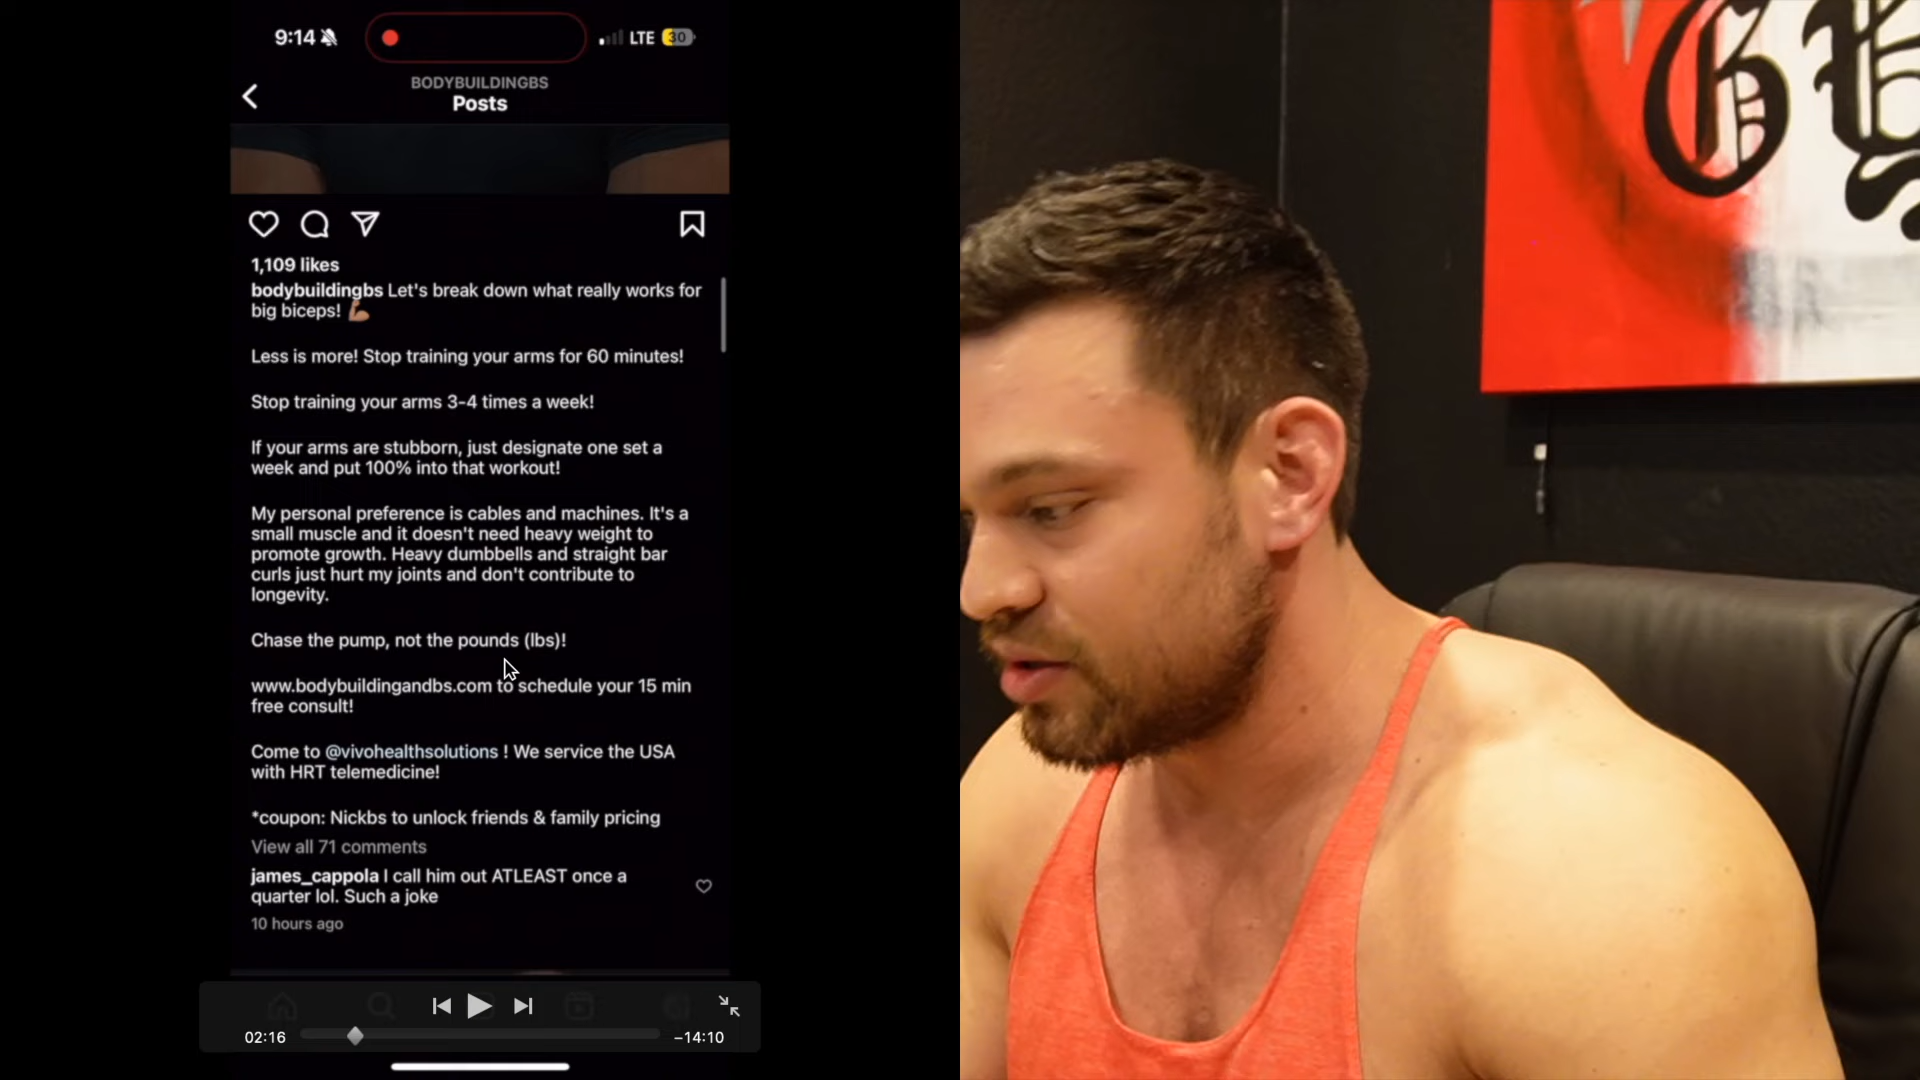 9:14
LTE
30
BODYBUILDINGBS
Posts
1,109 likes
bodybuildingbs Let's break down what really works for
big biceps! 💪🏽
Less is more! Stop training your arms for 60 minutes!
Stop training your arms 3-4 times a week!
If your arms are stubborn, just designate one set a
week and put 100% into that workout!
My personal preference is cables and machines. It's a
small muscle and it doesn't need heavy weight to
promote growth. Heavy dumbbells and straight bar
curls just hurt my joints and don't contribute to
longevity.
Chase the pump, not the pounds (lbs)!
www.bodybuildingandbs.com to schedule your 15 min
free consult!
Come to @vivohealthsolutions ! We service the USA
with HRT telemedicine!
*coupon: Nickbs to unlock friends & family pricing
View all 71 comments
james_cappola I call him out ATLEAST once a
quarter lol. Such a joke
10 hours ago
02:16
−14:10